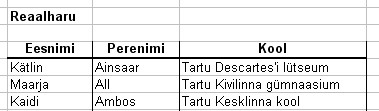 Reaalharu
Eesnimi Perenimi Kool
Kätlin Ainsaar Tartu Descartes'i lütseum
Maarja All Tartu Kivilinna gümnaasium
Kaidi Ambos Tartu Kesklinna kool